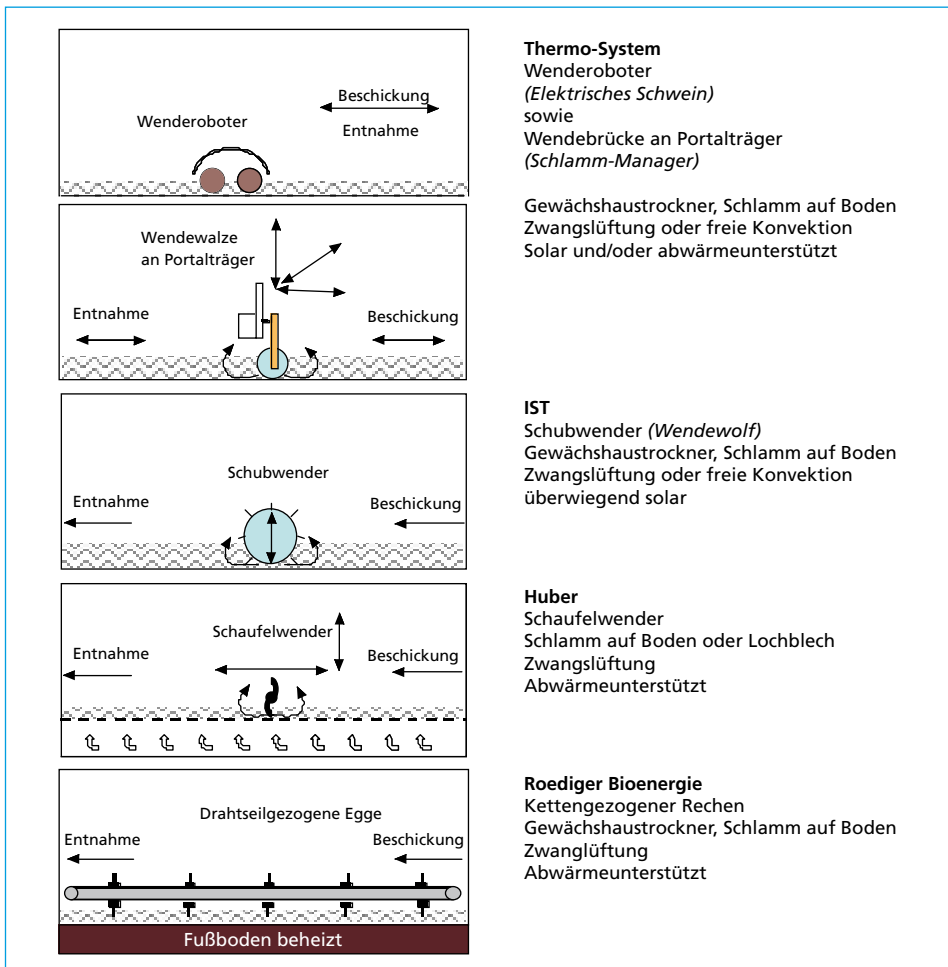 Beschickung
Wenderoboter
Entnahme
Thermo-System
Wenderoboter
(Elektrisches Schwein)
sowie
Wendebrücke an Portalträger
(Schlamm-Manager)
Gewächshaustrockner, Schlamm auf Boden
Zwangslüftung oder freie Konvektion
Solar und/oder abwärmeunterstützt
Wendewalze
an Portalträger
Entnahme
Beschickung
Schubwender
Entnahme
Beschickung
IST
Schubwender (Wendewolf)
Gewächshaustrockner, Schlamm auf Boden
Zwangslüftung oder freie Konvektion
überwiegend solar
Schaufelwender
Entnahme
Beschickung
Huber
Schaufelwender
Schlamm auf Boden oder Lochblech
Zwangslüftung
Abwärmeunterstützt
Drahtseilgezogene Egge
Entnahme
Beschickung
Fußboden beheizt
Roediger Bioenergie
Kettengezogener Rechen
Gewächshaustrockner, Schlamm auf Boden
Zwanglüftung
Abwärmeunterstützt